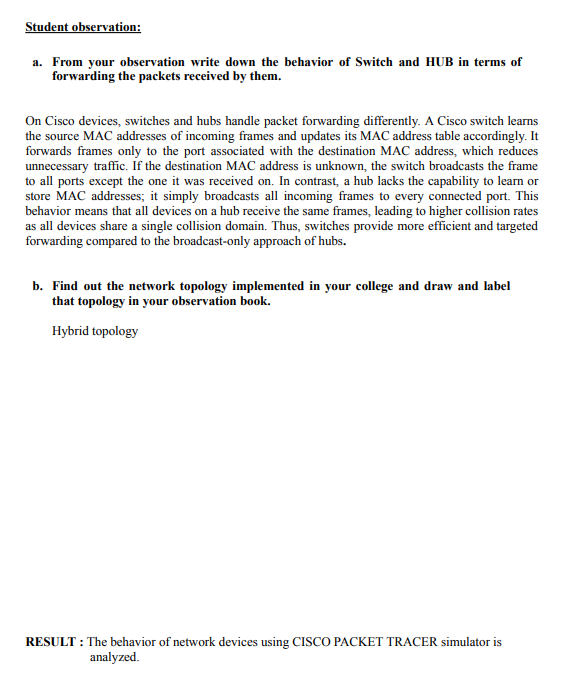 Student observation:
a. From your observation write down the behavior of Switch and HUB in terms of
forwarding the packets received by them.
On Cisco devices, switches and hubs handle packet forwarding differently. A Cisco switch learns
the source MAC addresses of incoming frames and updates its MAC address table accordingly. It
forwards frames only to the port associated with the destination MAC address, which reduces
unnecessary traffic. If the destination MAC address is unknown, the switch broadcasts the frame
to all ports except the one it was received on. In contrast, a hub lacks the capability to learn or
store MAC addresses; it simply broadcasts all incoming frames to every connected port. This
behavior means that all devices on a hub receive the same frames, leading to higher collision rates
as all devices share a single collision domain. Thus, switches provide more efficient and targeted
forwarding compared to the broadcast-only approach of hubs.
b. Find out the network topology implemented in your college and draw and label
that topology in your observation book.
Hybrid topology
RESULT : The behavior of network devices using CISCO PACKET TRACER simulator is
analyzed.